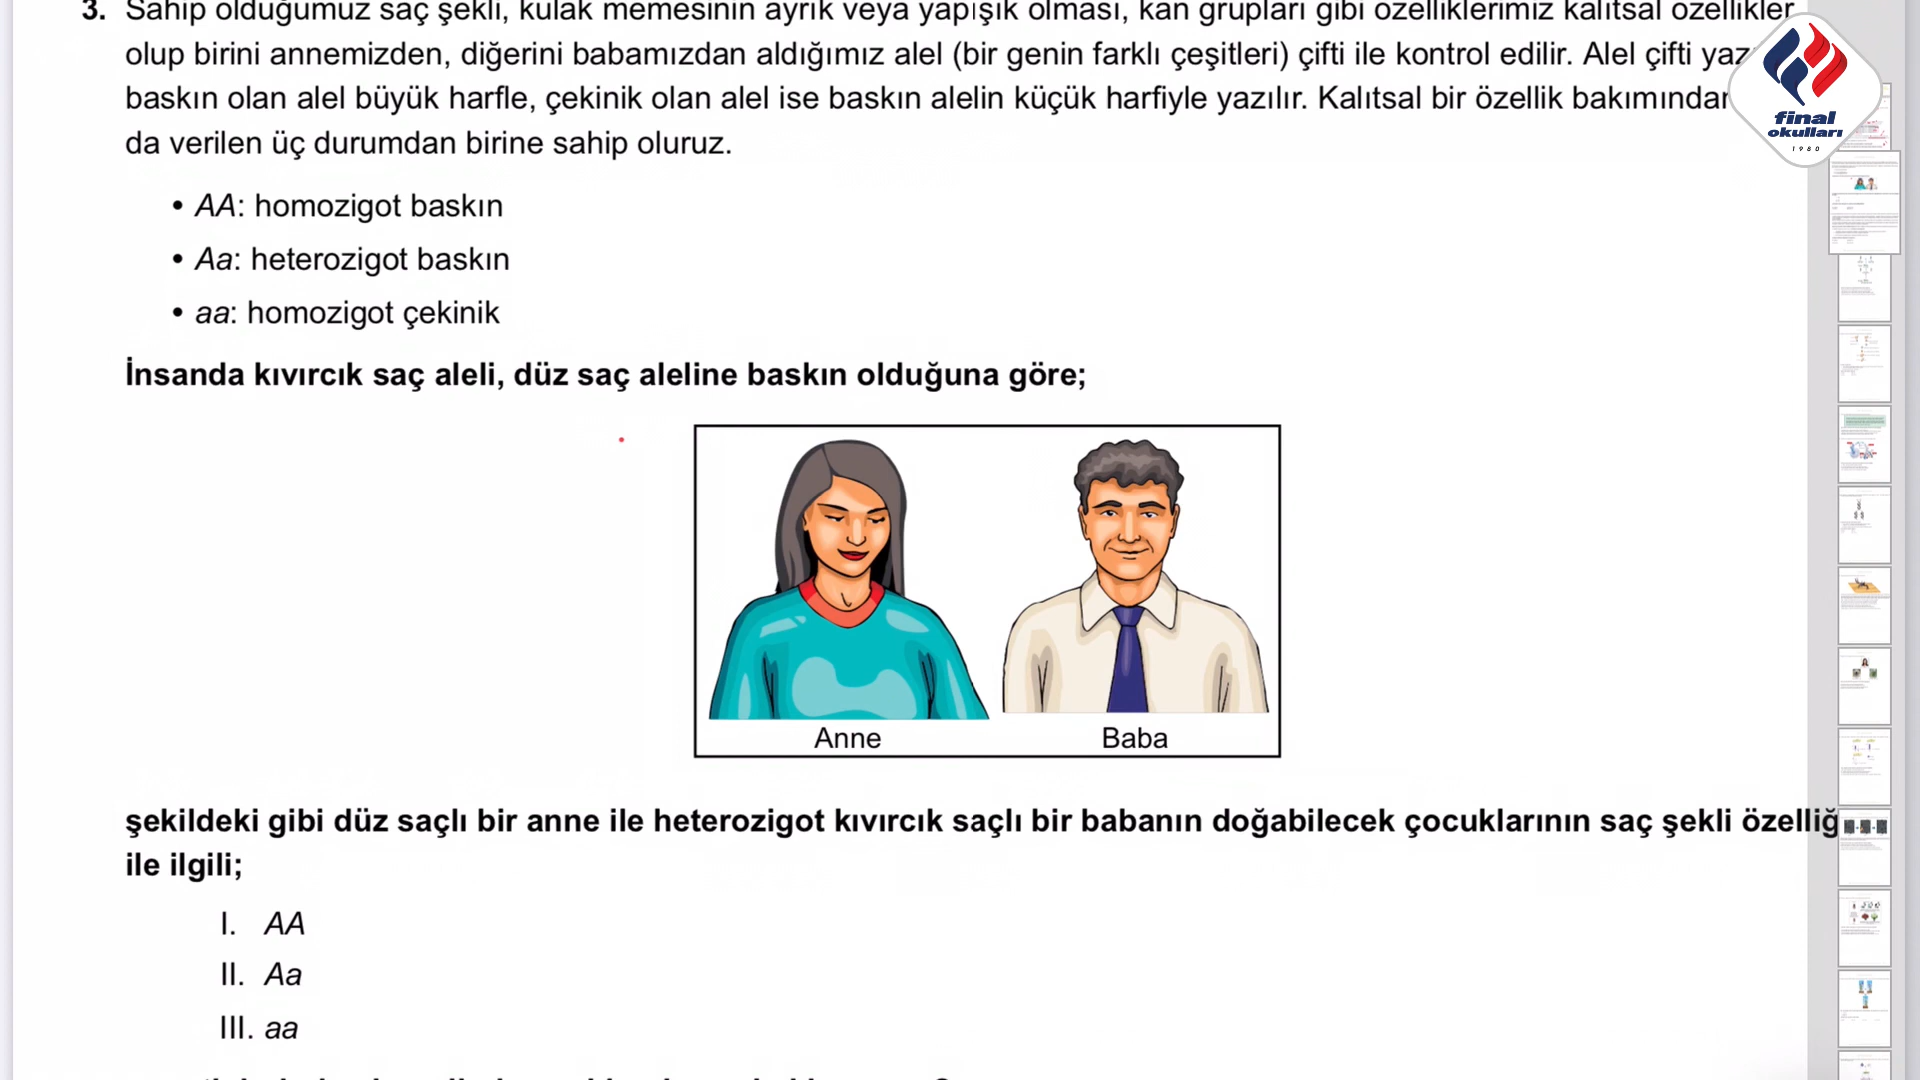 3. Sahip olduğumuz saç şekli, kulak memesinin ayrık veya yapışık olması, kan grupları gibi özelliklerimiz kalıtsal özellikler
olup birini annemizden, diğerini babamızdan aldığımız alel (bir genin farklı çeşitleri) çifti ile kontrol edilir. Alel çifti
baskın olan alel büyük harfle, çekinik olan alel ise baskın alelin küçük harfiyle yazılır. Kalıtsal bir özellik
da verilen üç durumdan birine sahip oluruz.
• AA: homozigot baskın
• Aa: heterozigot baskın
• aa: homozigot çekinik
İnsanda kıvırcık saç aleli, düz saç aleline baskın olduğuna göre;
Anne Baba
şekildeki gibi düz saçlı bir anne ile heterozigot kıvırcık saçlı bir babanın doğabilecek çocuklarının saç şekli
ile ilgili;
I. AA
II. Aa
III. aa
final
okulları
1980